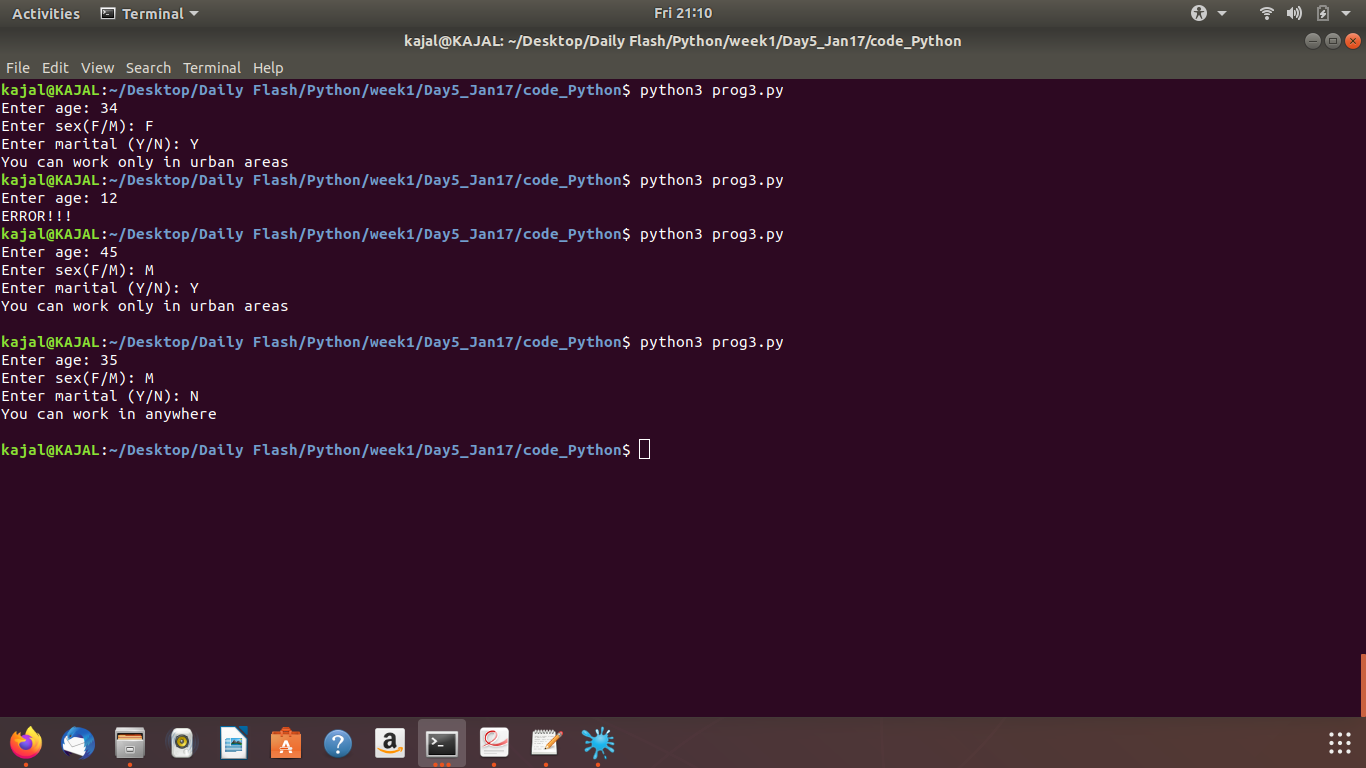 Activities Terminal Fri 21:10
kajal@KAJAL: ~/Desktop/Daily Flash/Python/week1/Day5_Jan17/code_Python
File Edit View Search Terminal Help
kajal@KAJAL:~/Desktop/Daily Flash/Python/week1/Day5_Jan17/code_Python$ python3 prog3.py
Enter age: 34
Enter sex(F/M): F
Enter marital (Y/N): Y
You can work only in urban areas
kajal@KAJAL:~/Desktop/Daily Flash/Python/week1/Day5_Jan17/code_Python$ python3 prog3.py
Enter age: 12
ERROR!!!
kajal@KAJAL:~/Desktop/Daily Flash/Python/week1/Day5_Jan17/code_Python$ python3 prog3.py
Enter age: 45
Enter sex(F/M): M
Enter marital (Y/N): Y
You can work only in urban areas
kajal@KAJAL:~/Desktop/Daily Flash/Python/week1/Day5_Jan17/code_Python$ python3 prog3.py
Enter age: 35
Enter sex(F/M): M
Enter marital (Y/N): N
You can work in anywhere
kajal@KAJAL:~/Desktop/Daily Flash/Python/week1/Day5_Jan17/code_Python$